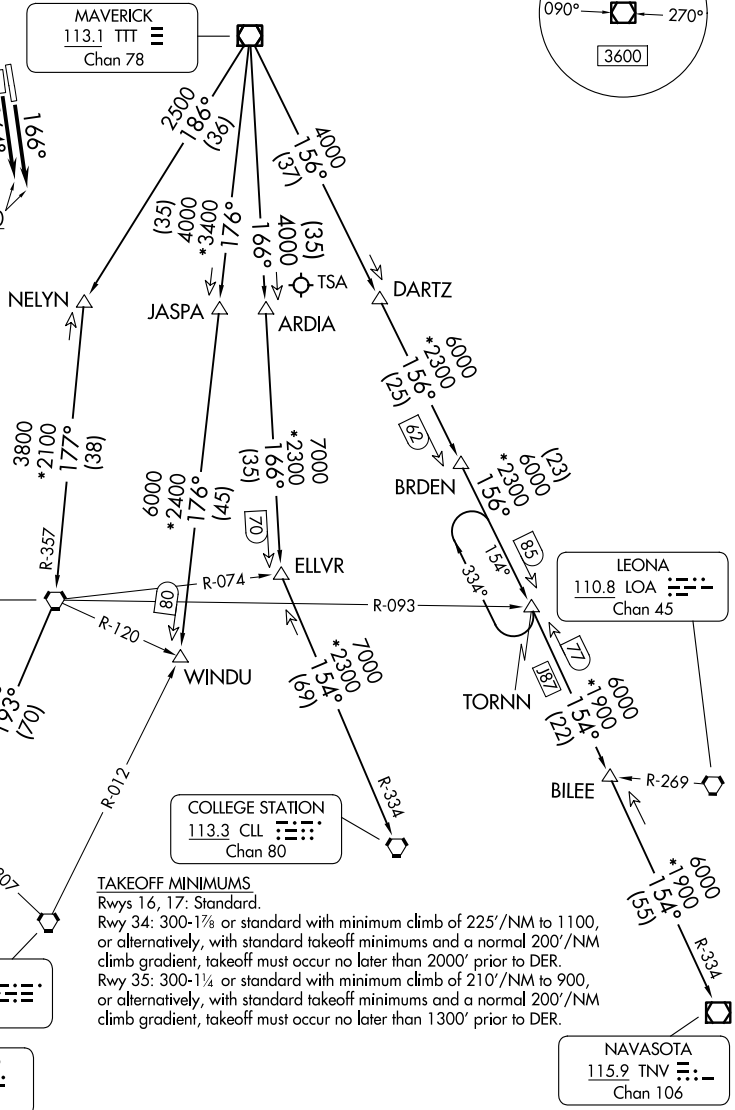 MAVERICK
113.1 TTT
Chan 78
090°
270°
3600
166°
2500
186°
(36)
(35)
4000
*3400
176°
(35)
4000
166°
4000
156°
(37)
TSA
NELYN
JASPA
ARDIA
DARTZ
3800
*2100
177°
(38)
6000
*2400
176°
(45)
7000
*2300
166°
(35)
6000
*2300
156°
(25)
62
BRDEN
(23)
6000
*2300
156°
70
85
ELLVR
154°
334°
R-357
R-074
80
R-093
R-120
WINDU
LEONA
110.8 LOA
Chan 45
77
TORNN
J87
7000
*2300
154°
(69)
6000
*1900
154°
(22)
193°
(70)
R-012
R-334
BILEE
R-269
COLLEGE STATION
113.3 CLL
Chan 80
6000
*1900
154°
(55)
R-334
TAKEOFF MINIMUMS
Rwys 16, 17: Standard.
Rwy 34: 300-1⅞ or standard with minimum climb of 225'/NM to 1100,
or alternatively, with standard takeoff minimums and a normal 200'/NM
climb gradient, takeoff must occur no later than 2000' prior to DER.
Rwy 35: 300-1¼ or standard with minimum climb of 210'/NM to 900,
or alternatively, with standard takeoff minimums and a normal 200'/NM
climb gradient, takeoff must occur no later than 1300' prior to DER.
NAVASOTA
115.9 TNV
Chan 106